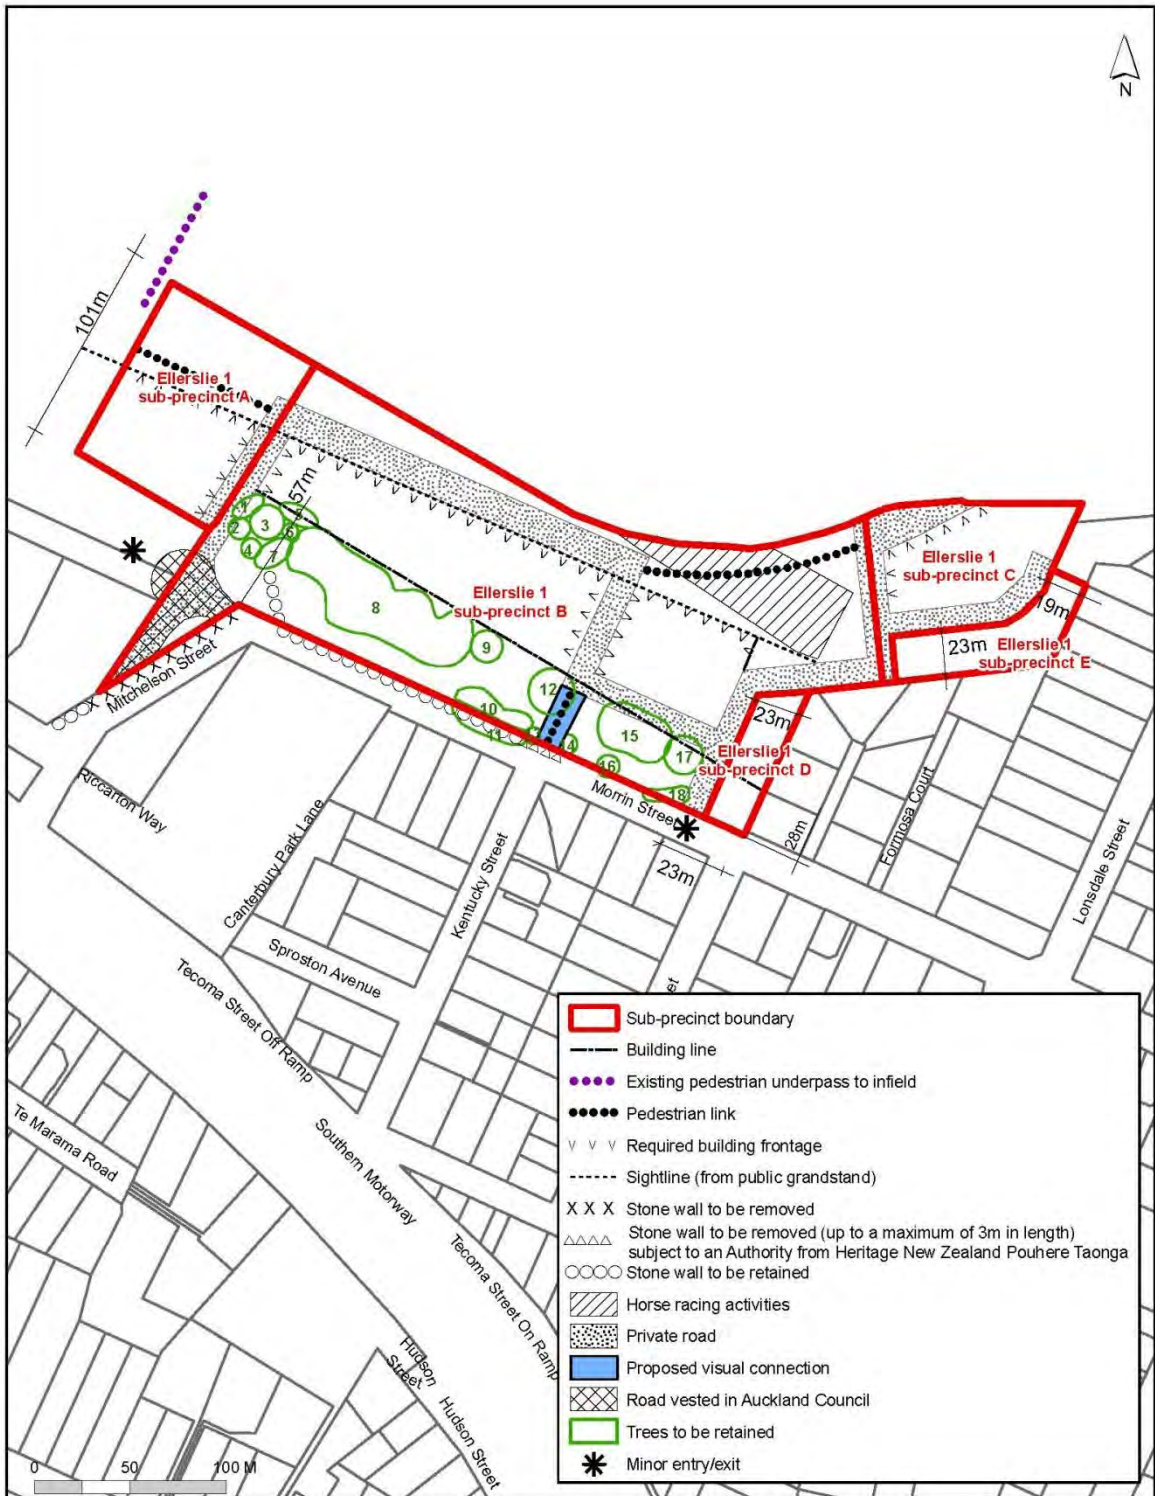 N
101m
Ellerslie 1
sub-precinct A
57m
1
2
3
4
5
6
7
8
9
Ellerslie 1
sub-precinct B
Ellerslie 1
sub-precinct C
19m
23m
Ellerslie 1
sub-precinct E
10
11
12
14
15
16
17
18
23m
Ellerslie 1
sub-precinct D
Mitchelson Street
Morrin Street
28m
23m
Riccarton Way
Canterbury Park Lane
Kentucky Street
Formosa Court
Lonsdale Street
Sproston Avenue
Tecoma Street Off Ramp
Te Marama Road
Southern Motorway
Tecoma Street On Ramp
Hudson
Street
Hudson Street
Sub-precinct boundary
Building line
Existing pedestrian underpass to infield
Pedestrian link
Required building frontage
Sightline (from public grandstand)
X X X Stone wall to be removed
Stone wall to be removed (up to a maximum of 3m in length)
subject to an Authority from Heritage New Zealand Pouhere Taonga
Stone wall to be retained
Horse racing activities
Private road
Proposed visual connection
Road vested in Auckland Council
Trees to be retained
Minor entry/exit
0 50 100 M